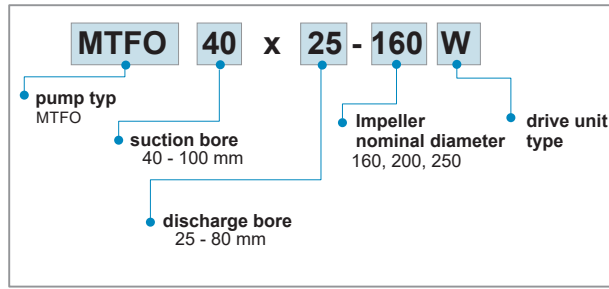 MTFO 40 x 25 - 160 W
pump typ
MTFO
suction bore
40 - 100 mm
Impeller
nominal diameter
160, 200, 250
drive unit
type
discharge bore
25 - 80 mm